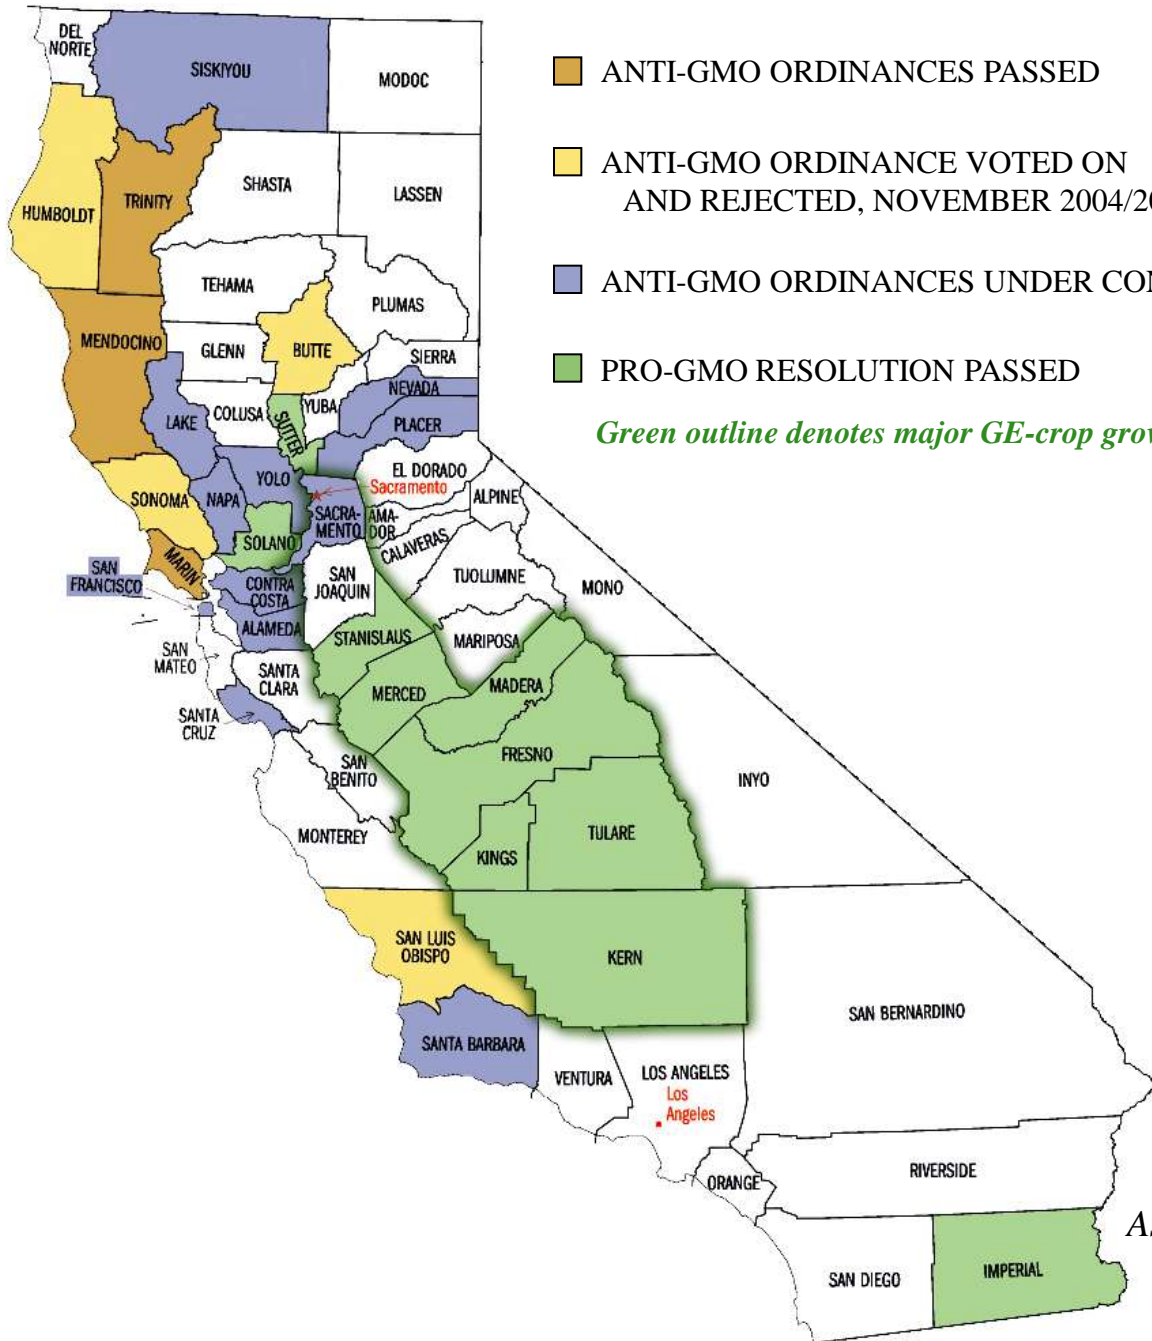 DEL
NORTE
SISKIYOU
MODOC
ANTI-GMO ORDINANCES PASSED
ANTI-GMO ORDINANCE VOTED ON
AND REJECTED, NOVEMBER 2004/20
ANTI-GMO ORDINANCES UNDER CON
PRO-GMO RESOLUTION PASSED
Green outline denotes major GE-crop grow
HUMBOLDT
TRINITY
SHASTA
LASSEN
TEHAMA
PLUMAS
MENDOCINO
GLENN
BUTTE
SIERRA
NEVADA
LAKE
COLUSA
SUTTER
YUBA
PLACER
SONOMA
NAPA
YOLO
EL DORADO
Sacramento
ALPINE
SOLANO
SACRA-
MENTO
AMA-
DOR
CALAVERAS
MARIN
SAN
FRANCISCO
CONTRA
COSTA
SAN
JOAQUIN
TUOLUMNE
MONO
ALAMEDA
STANISLAUS
MARIPOSA
SAN
MATEO
SANTA
CLARA
MERCED
MADERA
SANTA
CRUZ
SAN
BENITO
FRESNO
INYO
MONTEREY
KINGS
TULARE
SAN LUIS
OBISPO
KERN
SANTA BARBARA
SAN BERNARDINO
VENTURA
LOS ANGELES
Los
Angeles
ORANGE
RIVERSIDE
SAN DIEGO
IMPERIAL